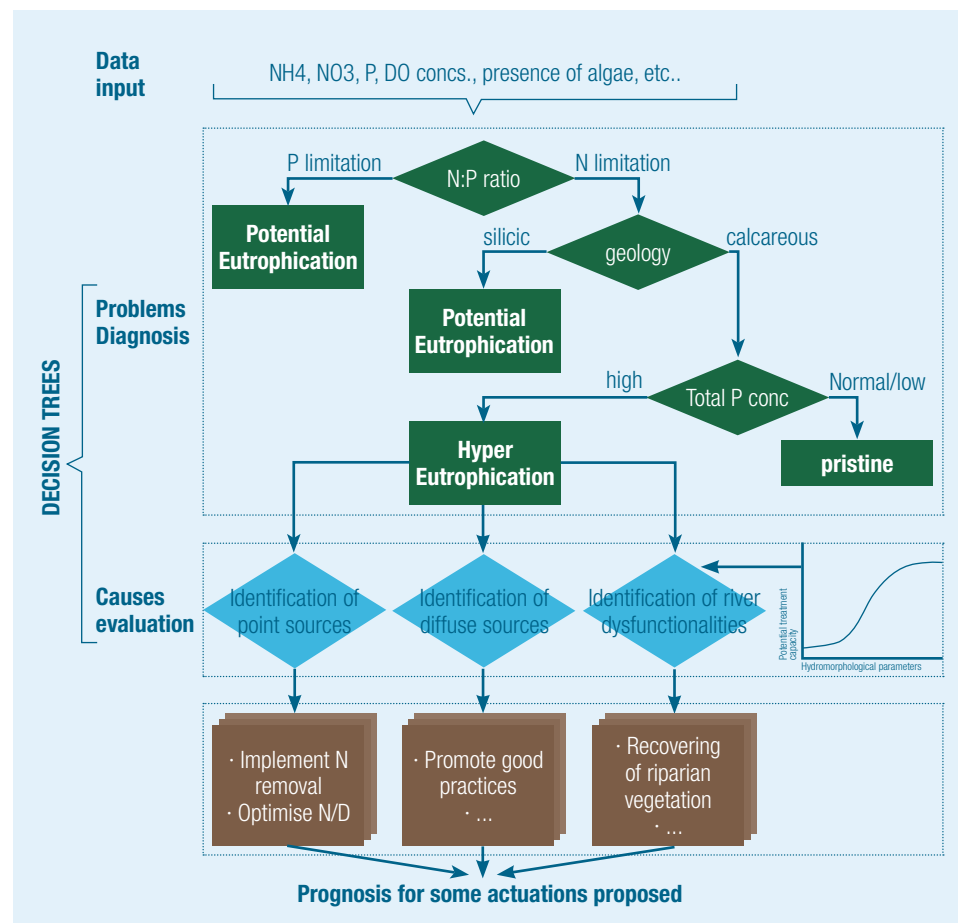 Data
input
NH4, NO3, P, DO concs., presence of algae, etc..
P limitation
N:P ratio
N limitation
Potential
Eutrophication
silicic
geology
calcareous
Problems
Diagnosis
Potential
Eutrophication
high
Total P conc
Normal/low
Hyper
Eutrophication
pristine
DECISION TREES
Causes
evaluation
Identification of
point sources
Identification of
diffuse sources
Identification of river
dysfunctionalities
Potential treatment
capacity
Hydromorphological parameters
· Implement N
removal
· Optimise N/D
· Promote good
practices
· ...
· Recovering
of riparian
vegetation
· ...
Prognosis for some actuations proposed